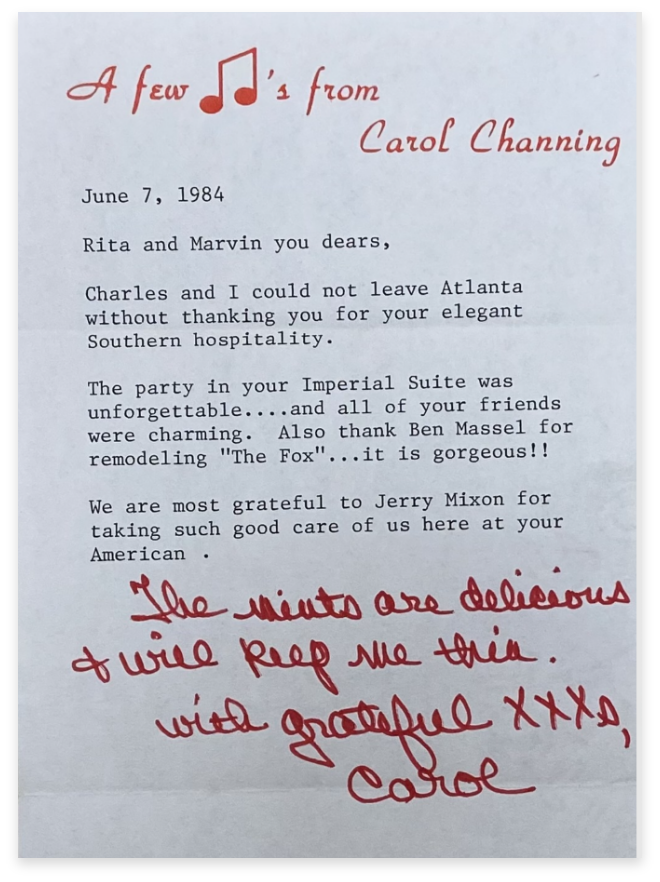 A few ♫'s from
Carol Channing
June 7, 1984
Rita and Marvin you dears,
Charles and I could not leave Atlanta
without thanking you for your elegant
Southern hospitality.
The party in your Imperial Suite was
unforgettable....and all of your friends
were charming.  Also thank Ben Massel for
remodeling "The Fox"...it is gorgeous!!
We are most grateful to Jerry Mixon for
taking such good care of us here at your
American .
The mints are delicious
& will keep me thin.
with grateful XXXs,
Carol